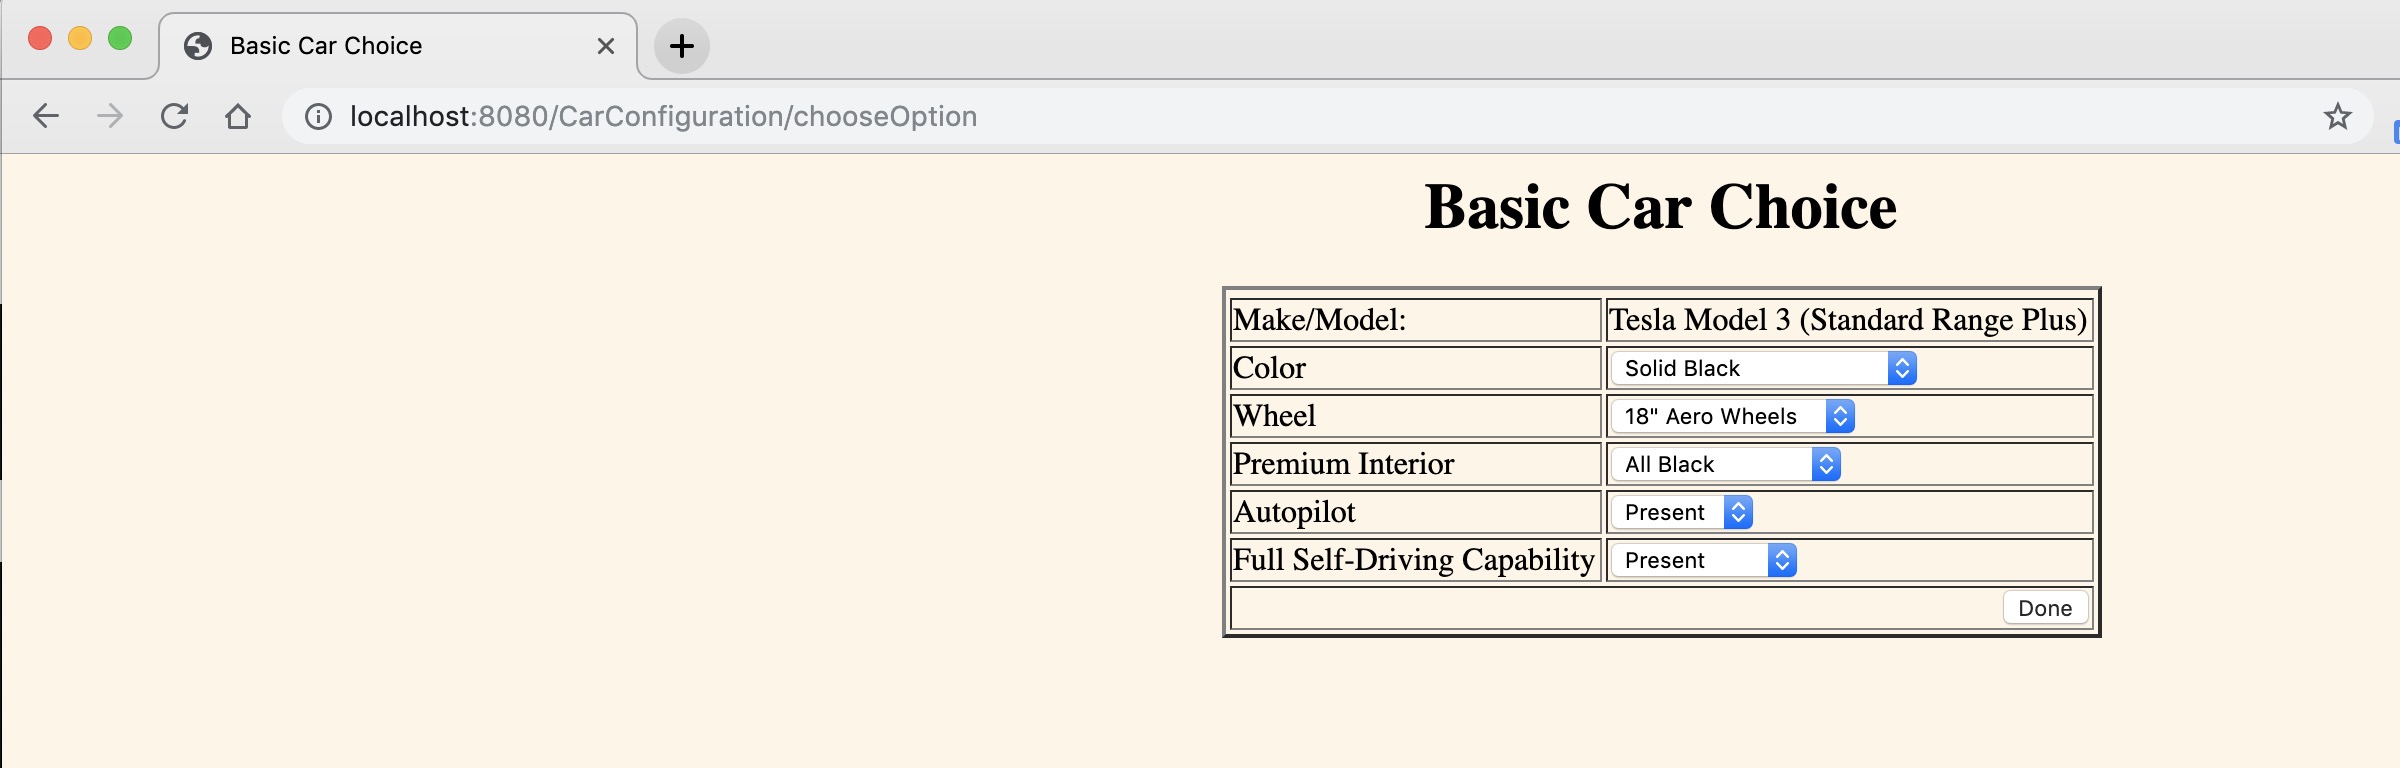 Basic Car Choice
localhost:8080/CarConfiguration/chooseOption
Basic Car Choice
Make/Model: Tesla Model 3 (Standard Range Plus)
Color Solid Black
Wheel 18" Aero Wheels
Premium Interior All Black
Autopilot Present
Full Self-Driving Capability Present
Done